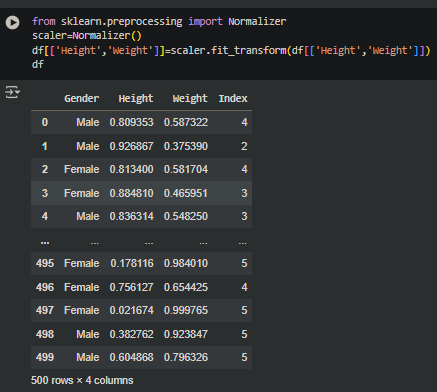 from sklearn.preprocessing import Normalizer
scaler=Normalizer()
df[['Height','Weight']]=scaler.fit_transform(df[['Height','Weight']])
df
Gender Height Weight Index
0 Male 0.809353 0.587322 4
1 Male 0.926867 0.375390 2
2 Female 0.813400 0.581704 4
3 Female 0.884810 0.465951 3
4 Male 0.836314 0.548250 3
... ... ... ... ...
495 Female 0.178116 0.984010 5
496 Female 0.756127 0.654425 4
497 Female 0.021674 0.999765 5
498 Male 0.382762 0.923847 5
499 Male 0.604868 0.796326 5
500 rows × 4 columns